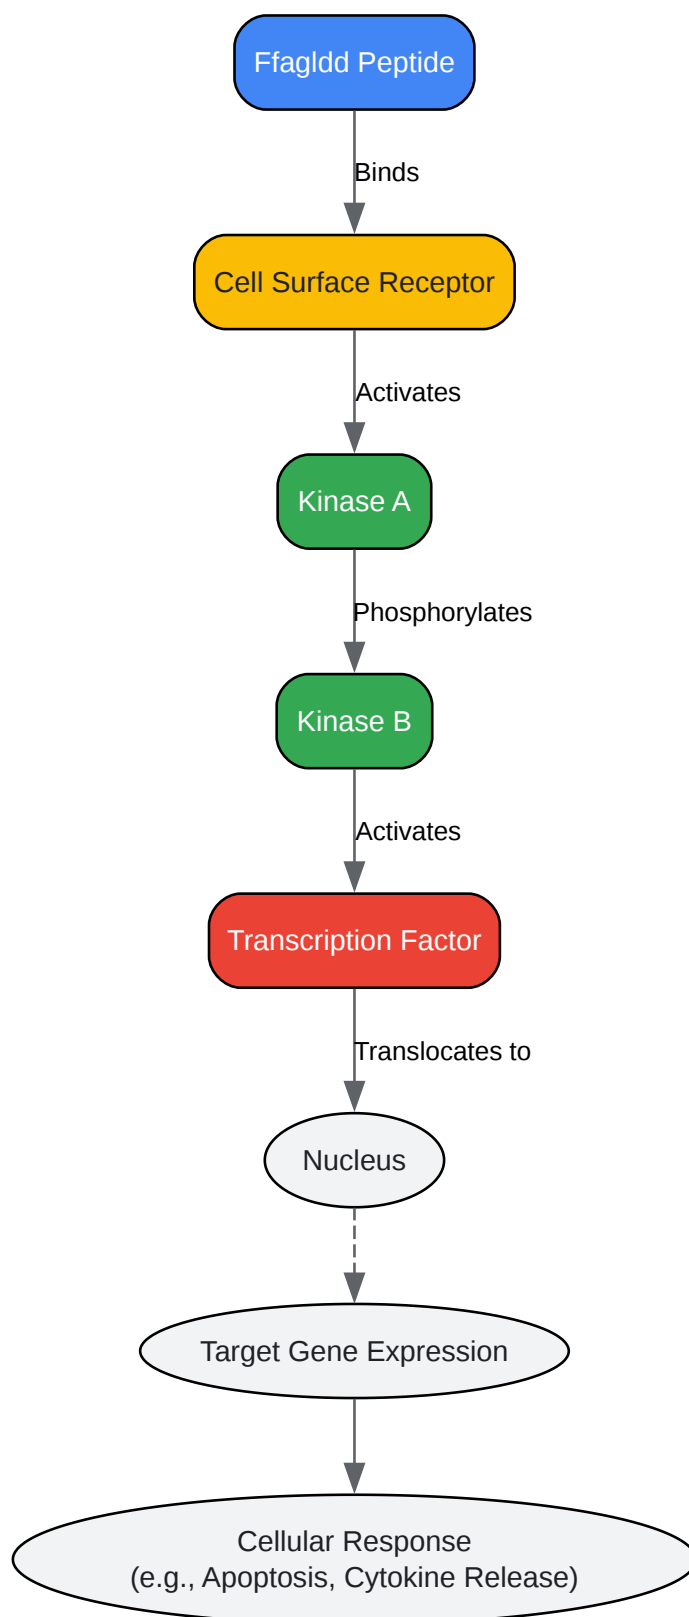 Ffagldd Peptide
Binds
Cell Surface Receptor
Activates
Kinase A
Phosphorylates
Kinase B
Activates
Transcription Factor
Translocates to
Nucleus
Target Gene Expression
Cellular Response
(e.g., Apoptosis, Cytokine Release)